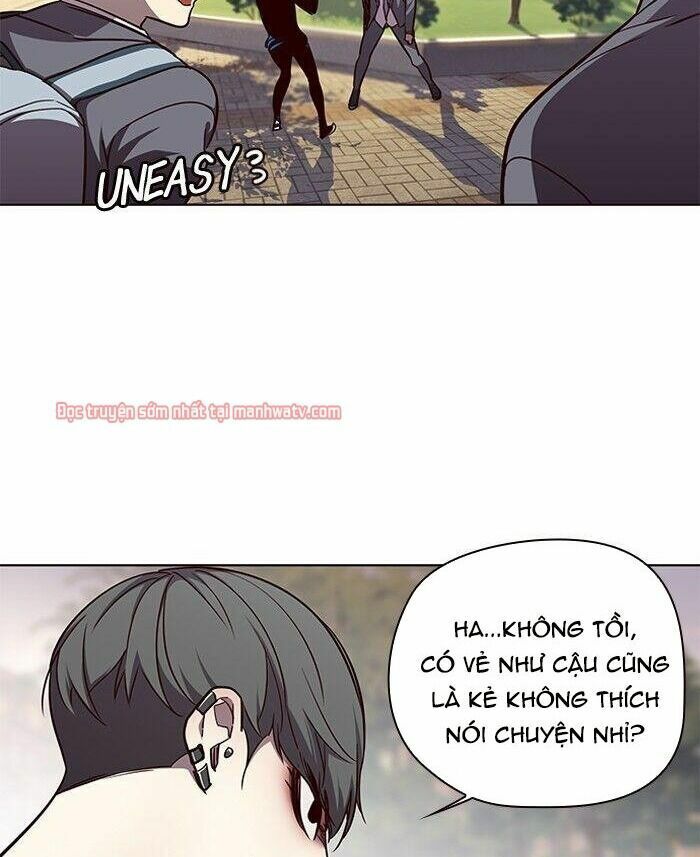 UNEASY
Đọc truyện sớm nhất tại manhwatv.com
HA...KHÔNG TỒI,
CÓ VẺ NHƯ CẬU CŨNG
LÀ KẺ KHÔNG THÍCH
NÓI CHUYỆN NHỈ?